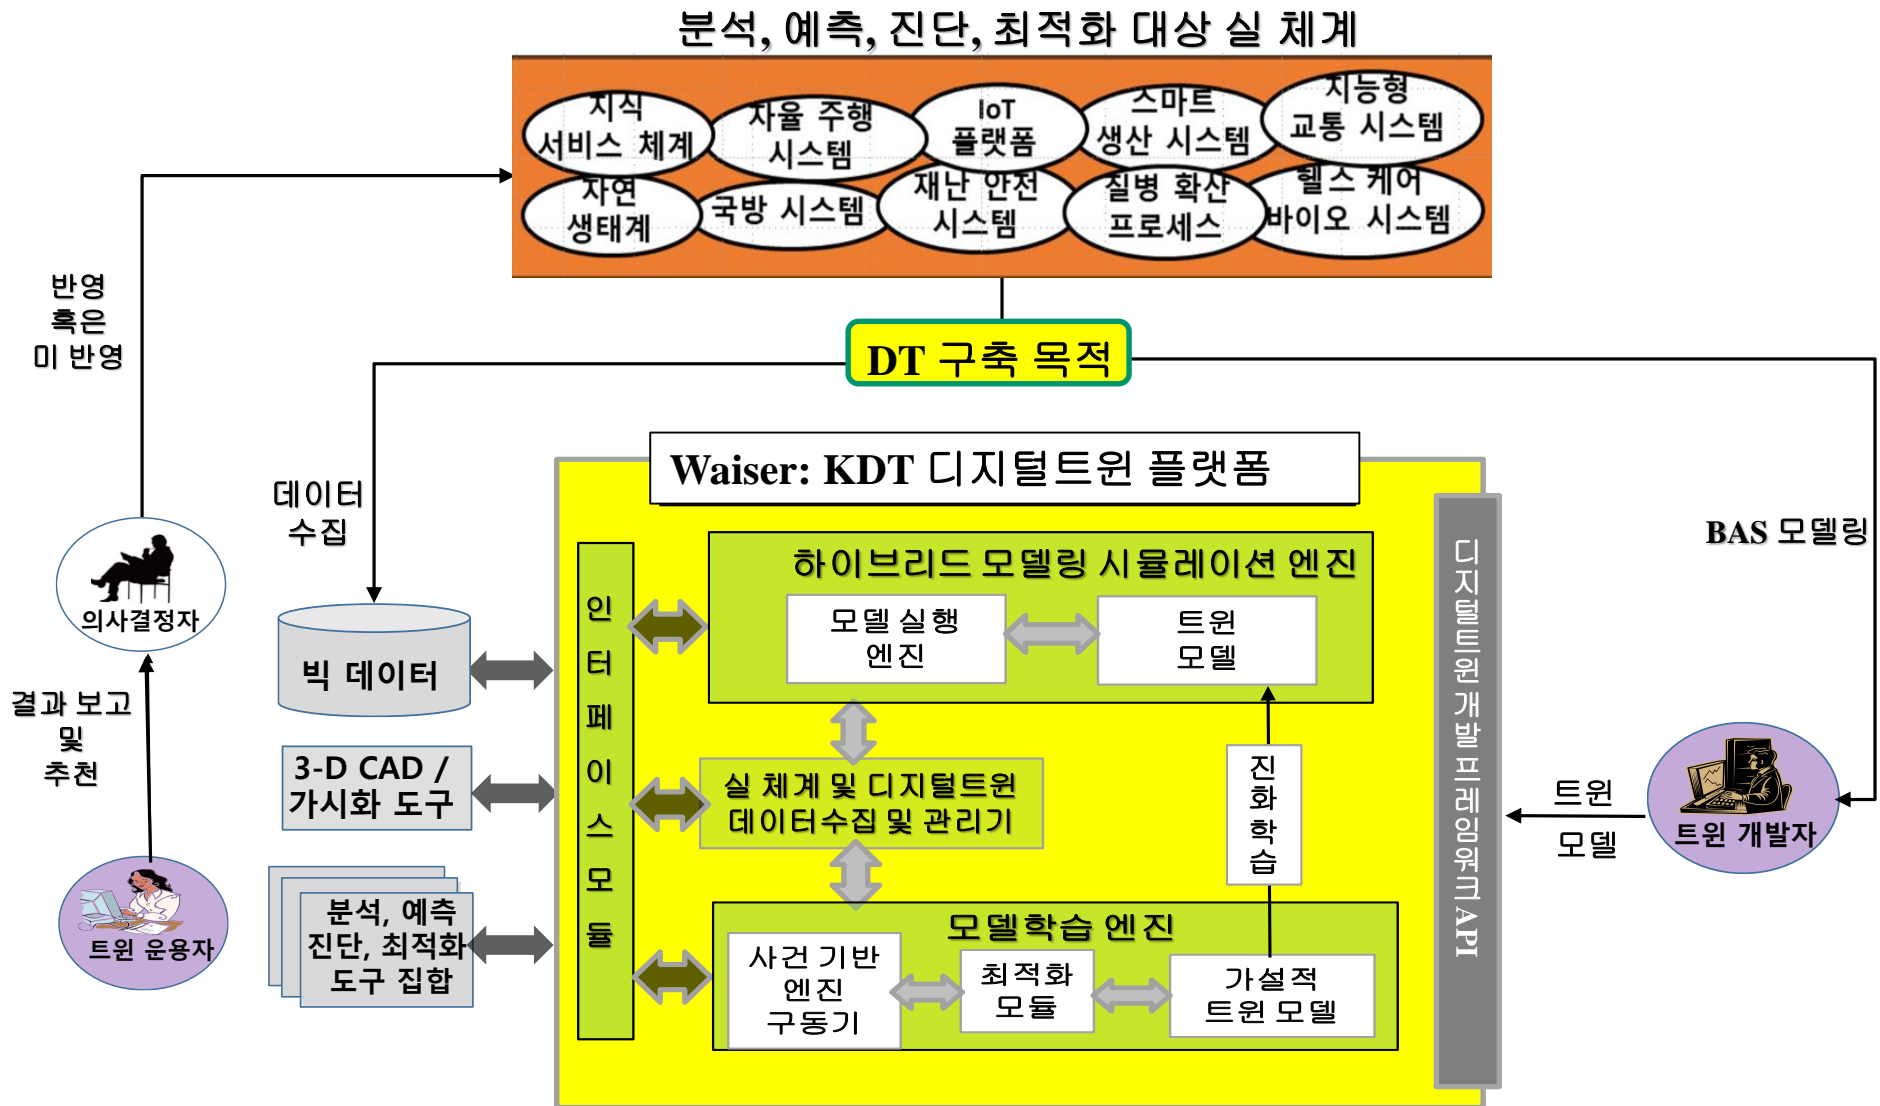 분석, 예측, 진단, 최적화 대상 실 체계
지식
서비스 체계
자율 주행
시스템
IoT
플랫폼
스마트
생산 시스템
지능형
교통 시스템
자연
생태계
국방 시스템
재난 안전
시스템
질병 확산
프로세스
헬스 케어
바이오 시스템
반영
혹은
미 반영
DT 구축 목적
데이터
수집
BAS 모델링
Waiser: KDT 디지털트윈 플랫폼
의사결정자
결과 보고
및
추천
트윈 운용자
빅 데이터
3-D CAD /
가시화 도구
분석, 예측
진단, 최적화
도구 집합
인터페이스모듈
하이브리드 모델링 시뮬레이션 엔진
모델 실행
엔진
트윈
모델
실 체계 및 디지털트윈
데이터수집 및 관리기
진화학습
모델학습 엔진
사건 기반
엔진
구동기
최적화
모듈
가설적
트윈 모델
디지털트윈개발 프레임워크 API
트윈
모델
트윈 개발자